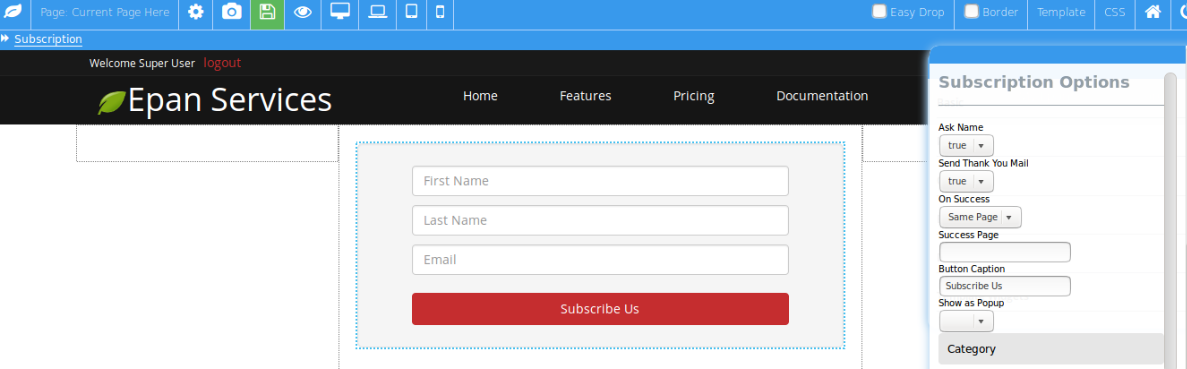 Page: Current Page Here
Easy Drop
Border
Template
CSS
Subscription
Welcome Super User logout
Epan Services
Home
Features
Pricing
Documentation
First Name
Last Name
Email
Subscribe Us
Subscription Options
Ask Name
true
Send Thank You Mail
true
On Success
Same Page
Success Page
Button Caption
Subscribe Us
Show as Popup
Category